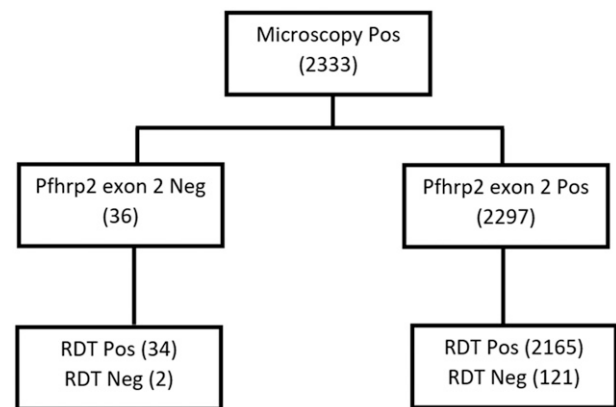 Microscopy Pos
(2333)
Pfhrp2 exon 2 Neg
(36)
Pfhrp2 exon 2 Pos
(2297)
RDT Pos (34)
RDT Neg (2)
RDT Pos (2165)
RDT Neg (121)